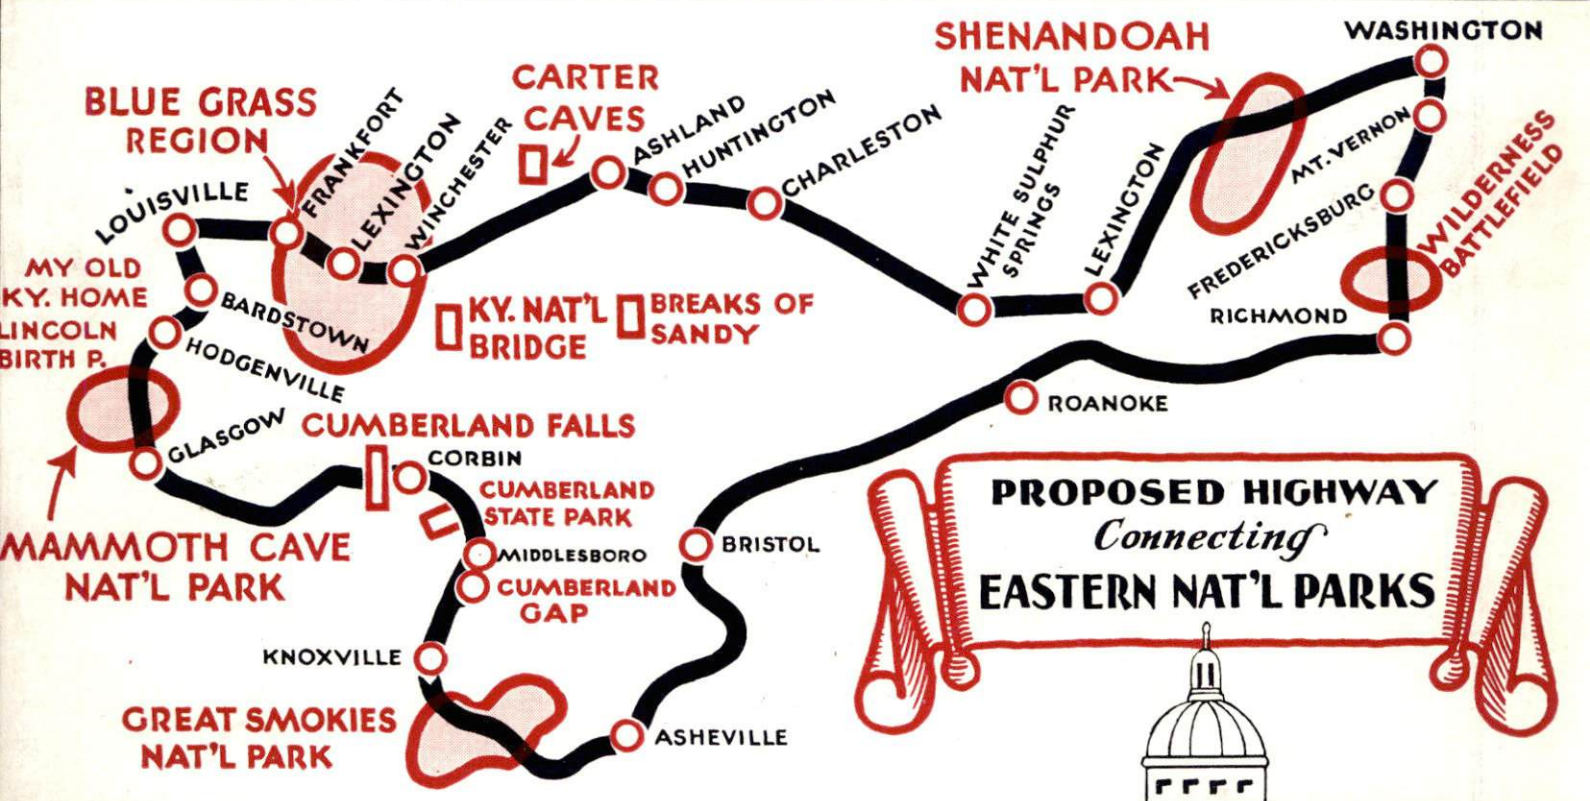 SHENANDOAH
NAT'L PARK
WASHINGTON
BLUE GRASS
REGION
FRANKFORT
LEXINGTON
WINCHESTER
CARTER
CAVES
ASHLAND
HUNTINGTON
CHARLESTON
WHITE SULPHUR
SPRINGS
LEXINGTON
MT. VERNON
FREDERICKSBURG
WILDERNESS
BATTLEFIELD
RICHMOND
LOUISVILLE
MY OLD
KY. HOME
LINCOLN
BIRTH P.
BARDSTOWN
HODGENVILLE
KY. NAT'L
BRIDGE
BREAKS OF
SANDY
GLASGOW
CUMBERLAND FALLS
CORBIN
CUMBERLAND
STATE PARK
MIDDLESBORO
CUMBERLAND
GAP
MAMMOTH CAVE
NAT'L PARK
ROANOKE
BRISTOL
KNOXVILLE
GREAT SMOKIES
NAT'L PARK
ASHEVILLE
PROPOSED HIGHWAY
Connecting
EASTERN NAT'L PARKS